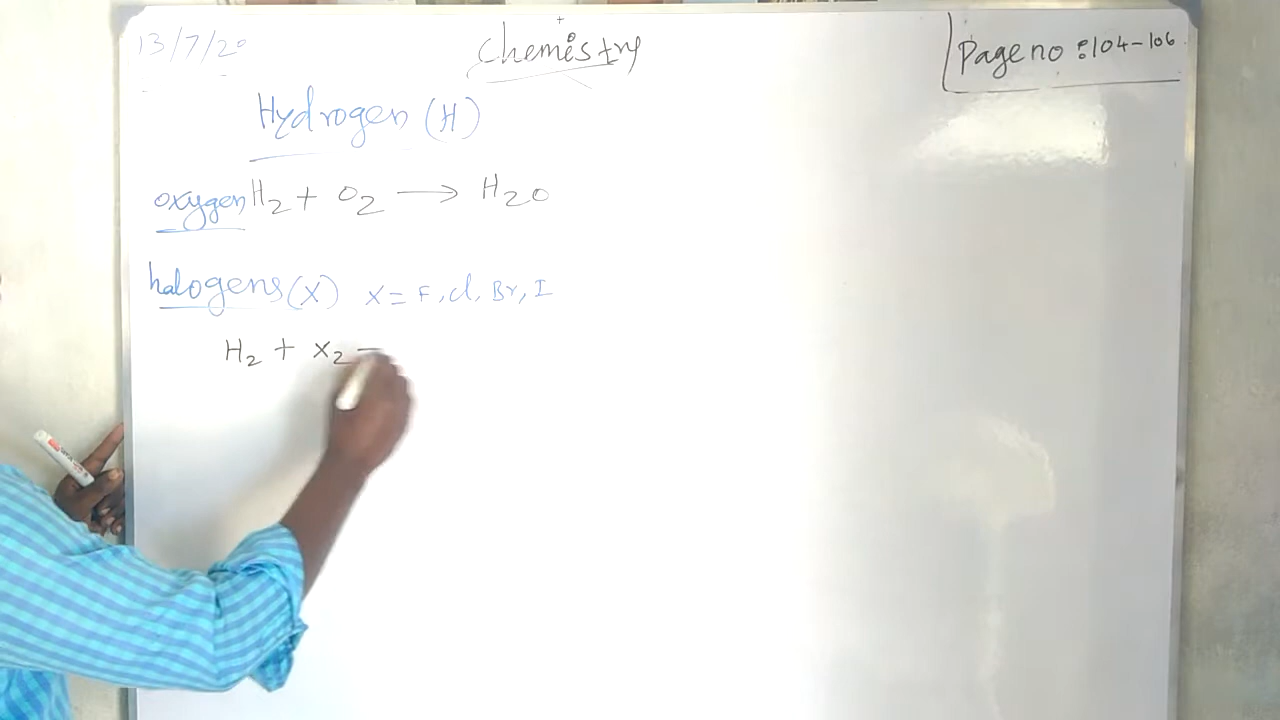 13/7/20
Chemistry
Page no : 104-106
Hydrogen (H)
oxygen H2 + O2 → H2O
halogens (X) X = F, Cl, Br, I
H2 + X2 —